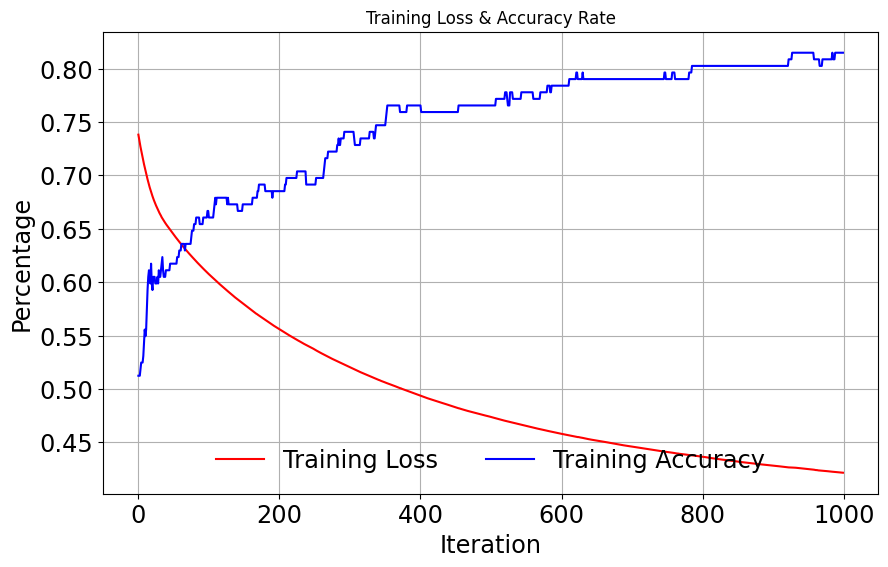 Training Loss & Accuracy Rate
Percentage
0.80
0.75
0.70
0.65
0.60
0.55
0.50
0.45
Training Loss
Training Accuracy
0 200 400 600 800 1000
Iteration